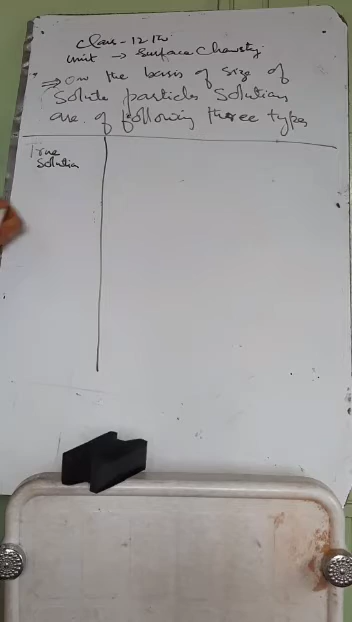 Class - 12th
Unit → Surface Chemistry
⇒ On the basis of size of
Solute particles Solutions
are of following three types
True
Solution